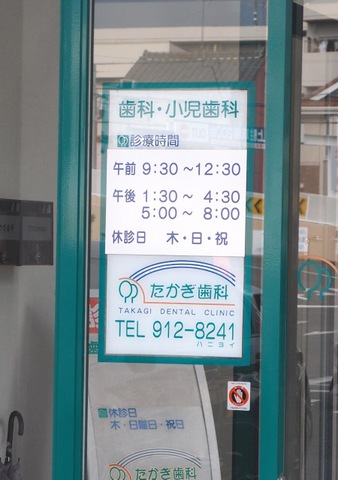 歯科・小児歯科
診療時間
午前 9:30～12:30
午後 1:30～ 4:30
5:00～ 8:00
休診日 木・日・祝
たかぎ歯科
TAKAGI DENTAL CLINIC
TEL 912-8241
ハニヨイ
休診日
木・日曜日・祝日
たかぎ歯科